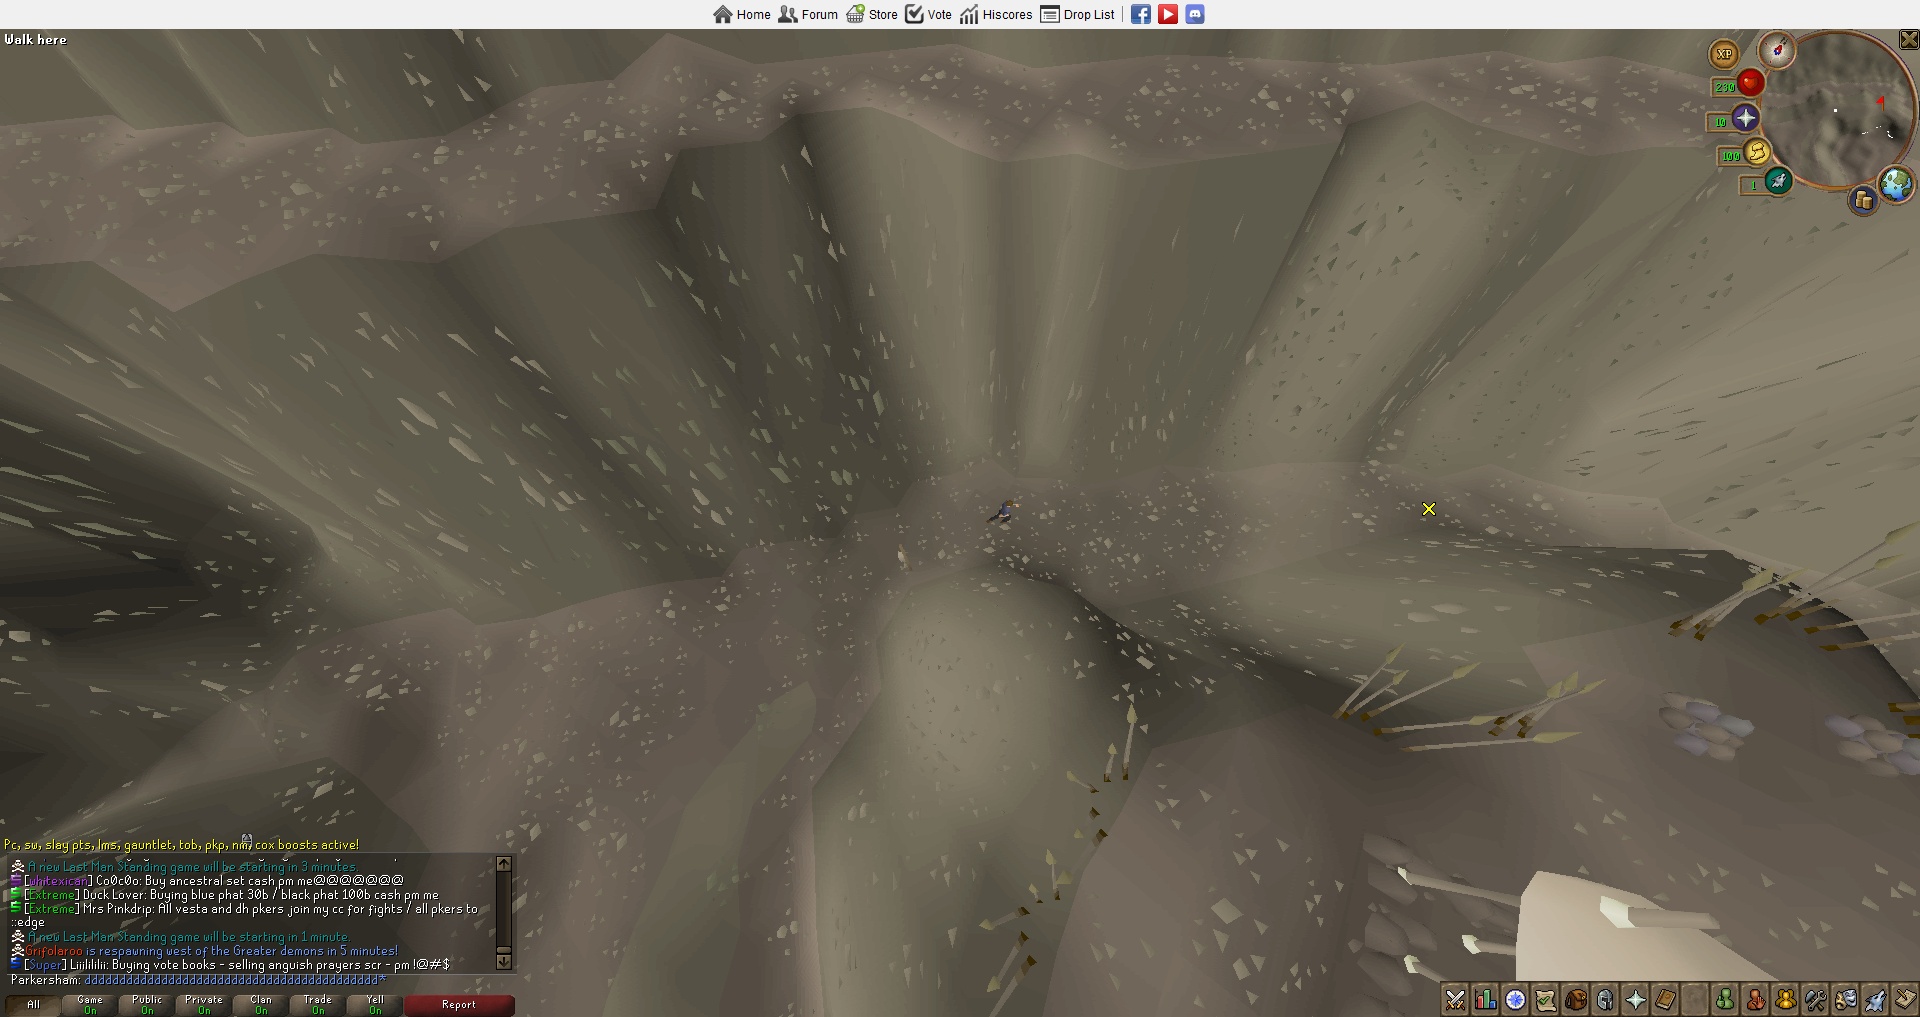 Home Forum Store Vote Hiscores Drop List
Walk here
XP
230
10
100
1
Pc, sw, slay pts, lms, gauntlet, tob, pkp, nm, cox boosts active!
A new Last Man Standing game will be starting in 3 minutes.
[whitexican] Co0c0o: Buy ancestral set cash pm me@@@@@@@
[Extreme] Duck Lover: Buying blue phat 30b / black phat 100b cash pm me
[Extreme] Mrs Pinkdrip: All vesta and dh pkers join my cc for fights / all pkers to
::edge
A new Last Man Standing game will be starting in 1 minute.
Grifolaroo is respawning west of the Greater demons in 5 minutes!
[Super] Liiilililii: Buying vote books - selling anguish prayers scr - pm !@#$
Parkersham: dddddddddddddddddddddddddddddddddddddddddd*
All Game On Public On Private On Clan On Trade On Yell On Report